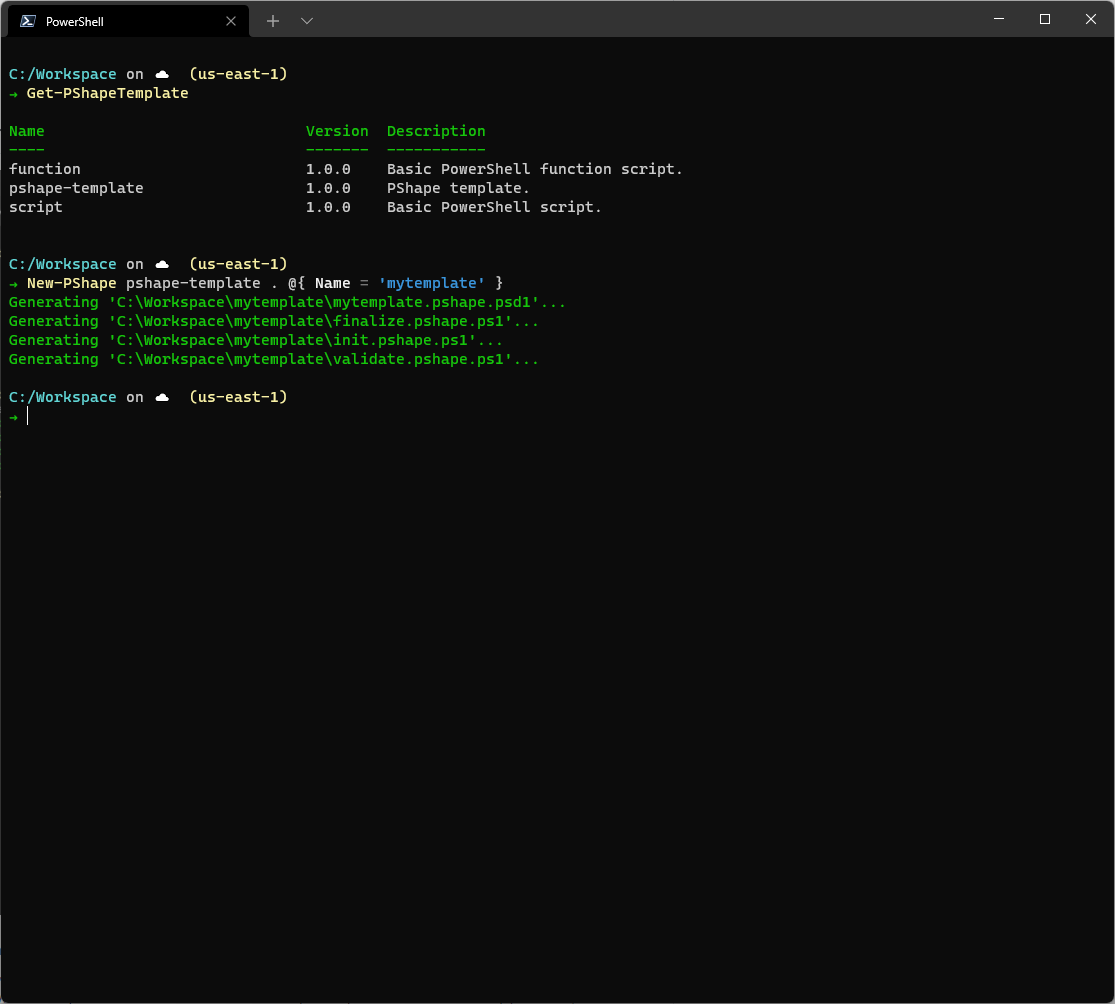 PowerShell
C:/Workspace on ☁ (us-east-1)
→ Get-PShapeTemplate
Name Version Description
---- ------- -----------
function 1.0.0 Basic PowerShell function script.
pshape-template 1.0.0 PShape template.
script 1.0.0 Basic PowerShell script.
C:/Workspace on ☁ (us-east-1)
→ New-PShape pshape-template . @{ Name = 'mytemplate' }
Generating 'C:\Workspace\mytemplate\mytemplate.pshape.psd1'...
Generating 'C:\Workspace\mytemplate\finalize.pshape.ps1'...
Generating 'C:\Workspace\mytemplate\init.pshape.ps1'...
Generating 'C:\Workspace\mytemplate\validate.pshape.ps1'...
C:/Workspace on ☁ (us-east-1)
→